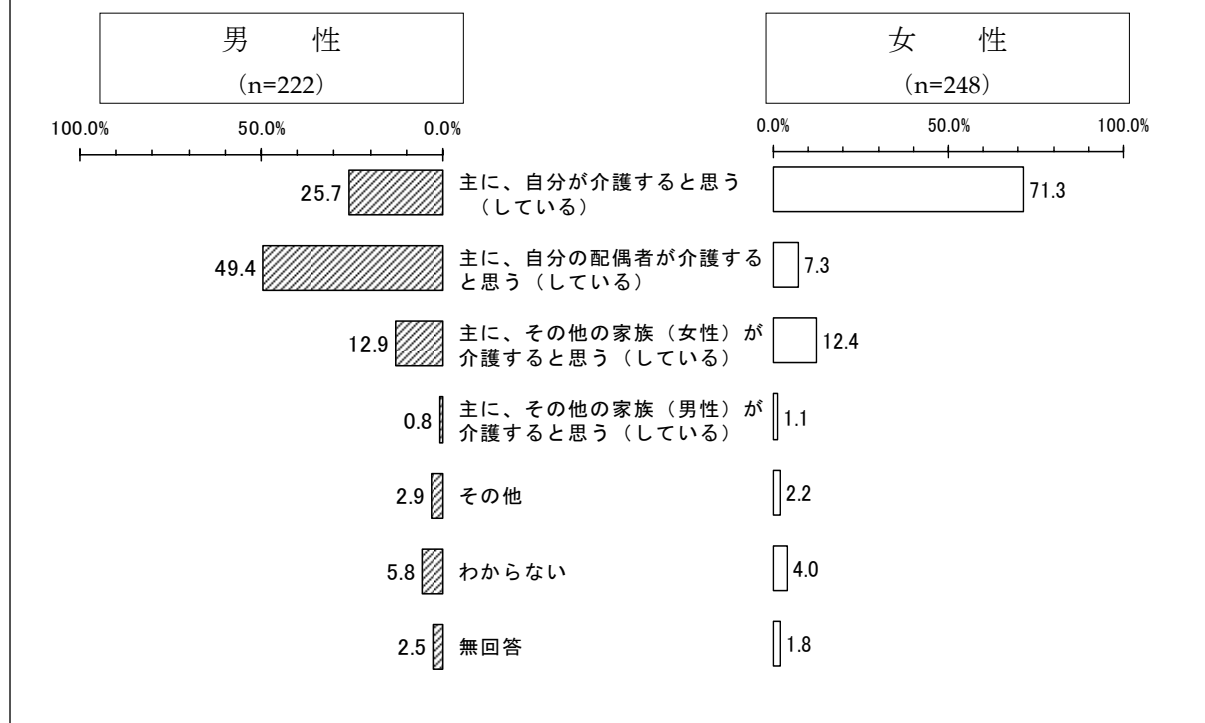 男　　性
（n=222）
女　　性
（n=248）
100.0%　50.0%　0.0%
0.0%　50.0%　100.0%
25.7
主に、自分が介護すると思う
（している）
71.3
49.4
主に、自分の配偶者が介護する
と思う（している）
7.3
12.9
主に、その他の家族（女性）が
介護すると思う（している）
12.4
0.8
主に、その他の家族（男性）が
介護すると思う（している）
1.1
2.9
その他
2.2
5.8
わからない
4.0
2.5
無回答
1.8